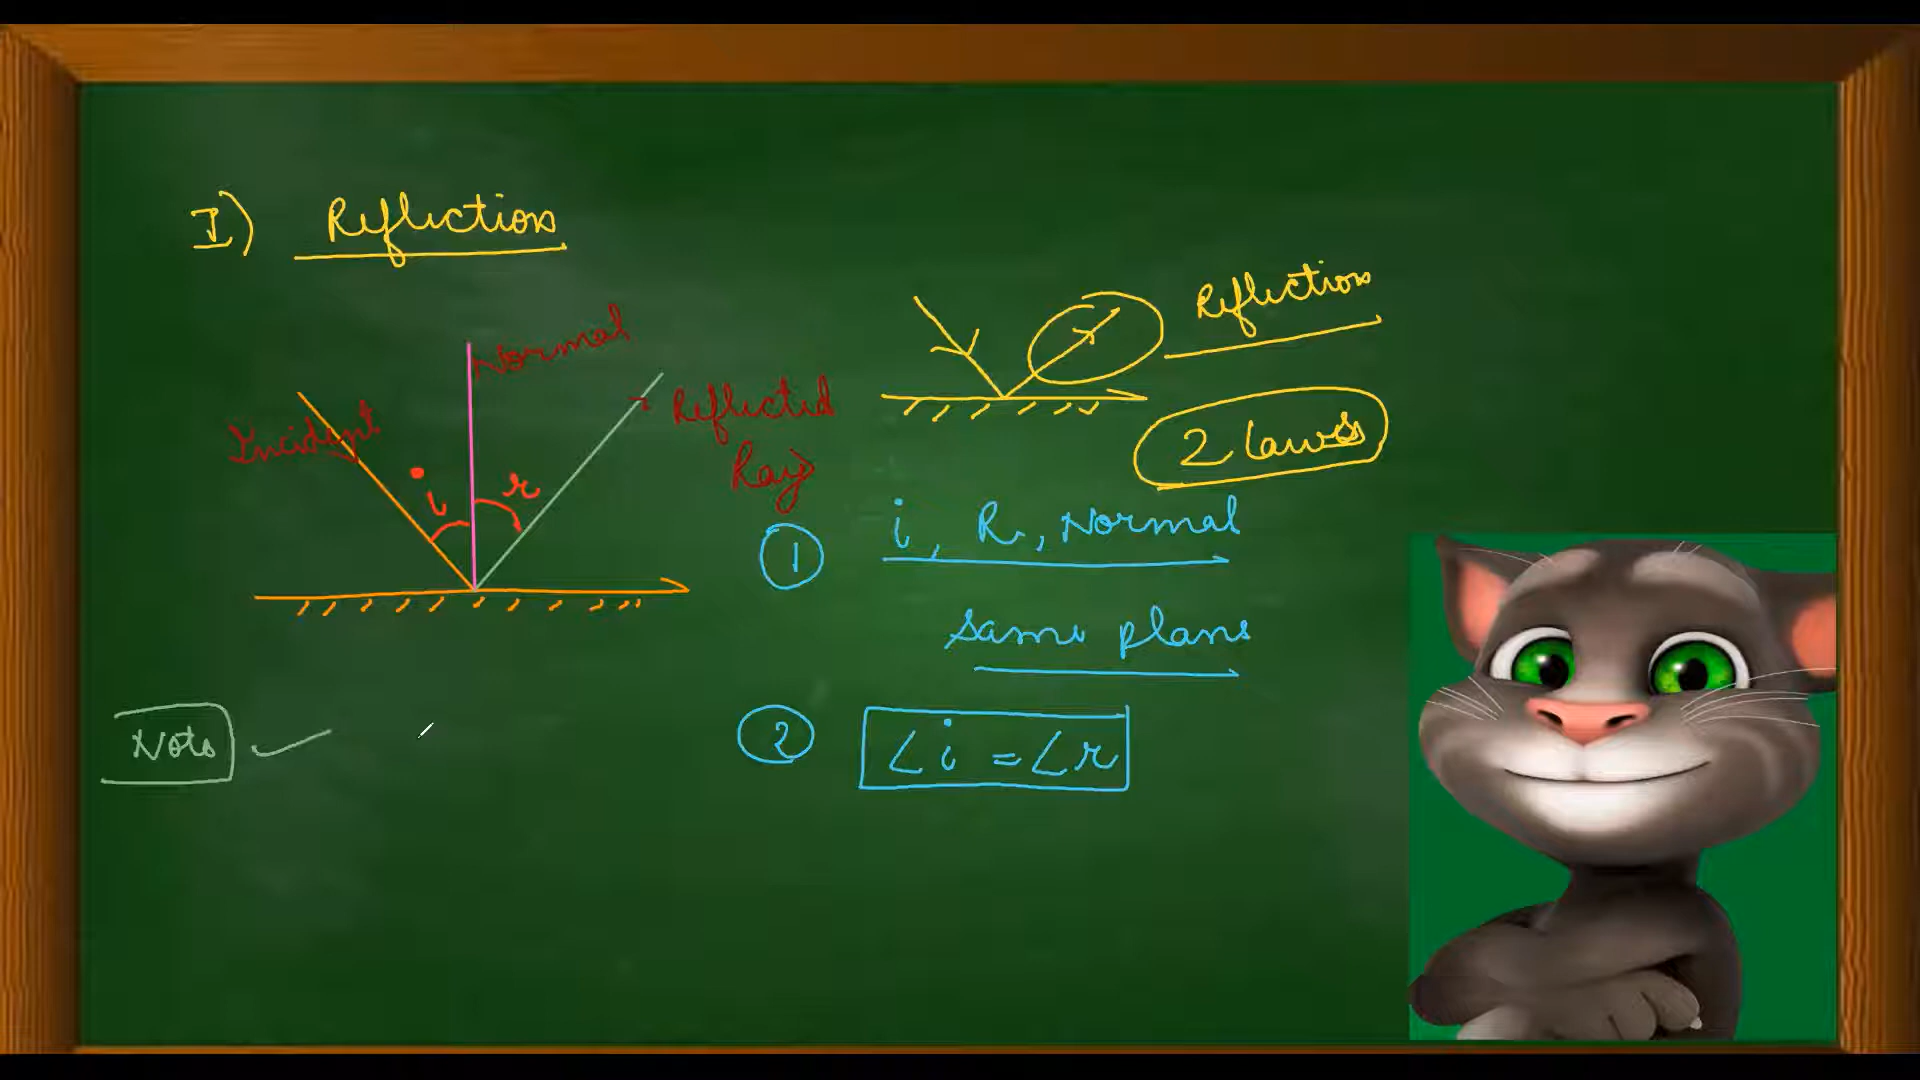 I) Reflection
Normal
Incident
i
r
Reflected
Ray
Reflection
2 laws
1 i, R, Normal
same plane
2 ∠i = ∠r
Note